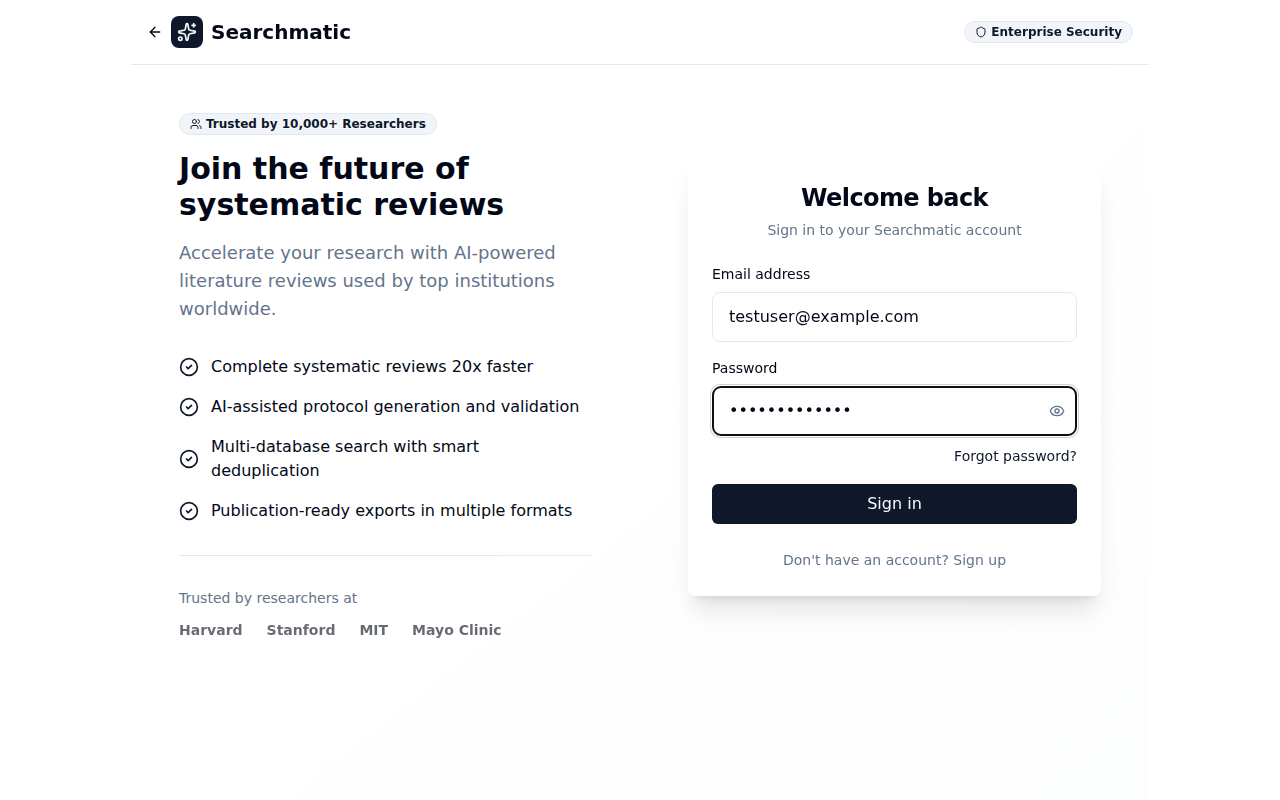 Searchmatic
Enterprise Security
Trusted by 10,000+ Researchers
Join the future of
systematic reviews
Accelerate your research with AI-powered
literature reviews used by top institutions
worldwide.
Complete systematic reviews 20x faster
AI-assisted protocol generation and validation
Multi-database search with smart
deduplication
Publication-ready exports in multiple formats
Trusted by researchers at
Harvard Stanford MIT Mayo Clinic
Welcome back
Sign in to your Searchmatic account
Email address
testuser@example.com
Password
•••••••••••••
Forgot password?
Sign in
Don't have an account? Sign up